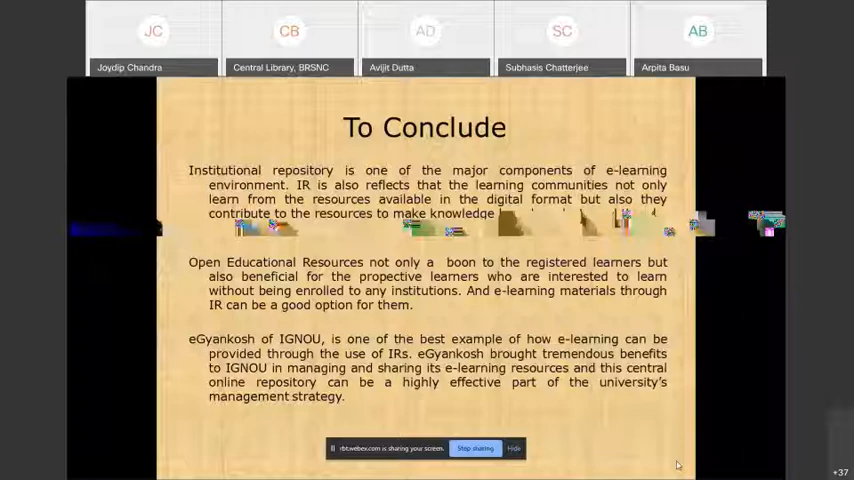 JC
CB
AD
SC
AB
Joydip Chandra
Central Library, BRSNC
Avijit Dutta
Subhasis Chatterjee
Arpita Basu
To Conclude
Institutional repository is one of the major components of e-learning
environment. IR is also reflects that the learning communities not only
learn from the resources available in the digital format but also they
contribute to the resources to make knowledge
Open Educational Resources not only a boon to the registered learners but
also beneficial for the propective learners who are interested to learn
without being enrolled to any institutions. And e-learning materials through
IR can be a good option for them.
eGyankosh of IGNOU, is one of the best example of how e-learning can be
provided through the use of IRs. eGyankosh brought tremendous benefits
to IGNOU in managing and sharing its e-learning resources and this central
online repository can be a highly effective part of the university's
management strategy.
rbt.webex.com is sharing your screen.
Stop sharing
Hide
+37